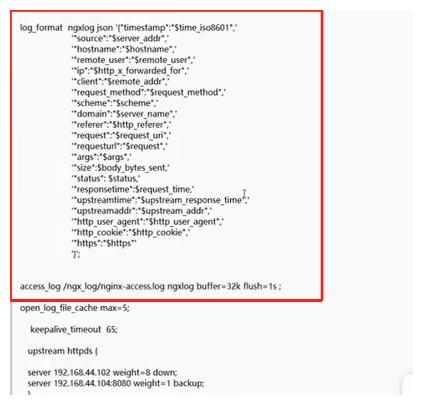 log_format ngxlog json '{"timestamp":"$time_iso8601",'
'"source":"$server_addr",'
'"hostname":"$hostname",'
'"remote_user":"$remote_user",'
'"ip":"$http_x_forwarded_for",'
'"client":"$remote_addr",'
'"request_method":"$request_method",'
'"scheme":"$scheme",'
'"domain":"$server_name",'
'"referer":"$http_referer",'
'"request":"$request_uri",'
'"requesturl":"$request",'
'"args":"$args",'
'"size":$body_bytes_sent,'
'"status": $status,'
'"responsetime":$request_time,'
'"upstreamtime":"$upstream_response_time",'
'"upstreamaddr":"$upstream_addr",'
'"http_user_agent":"$http_user_agent",'
'"http_cookie":"$http_cookie",'
'"https":"$https"'
'}';
access_log /ngx_log/nginx-access.log ngxlog buffer=32k flush=1s ;
open_log_file_cache max=5;
keepalive_timeout 65;
upstream httpds {
server 192.168.44.102 weight=8 down;
server 192.168.44.104:8080 weight=1 backup;
}